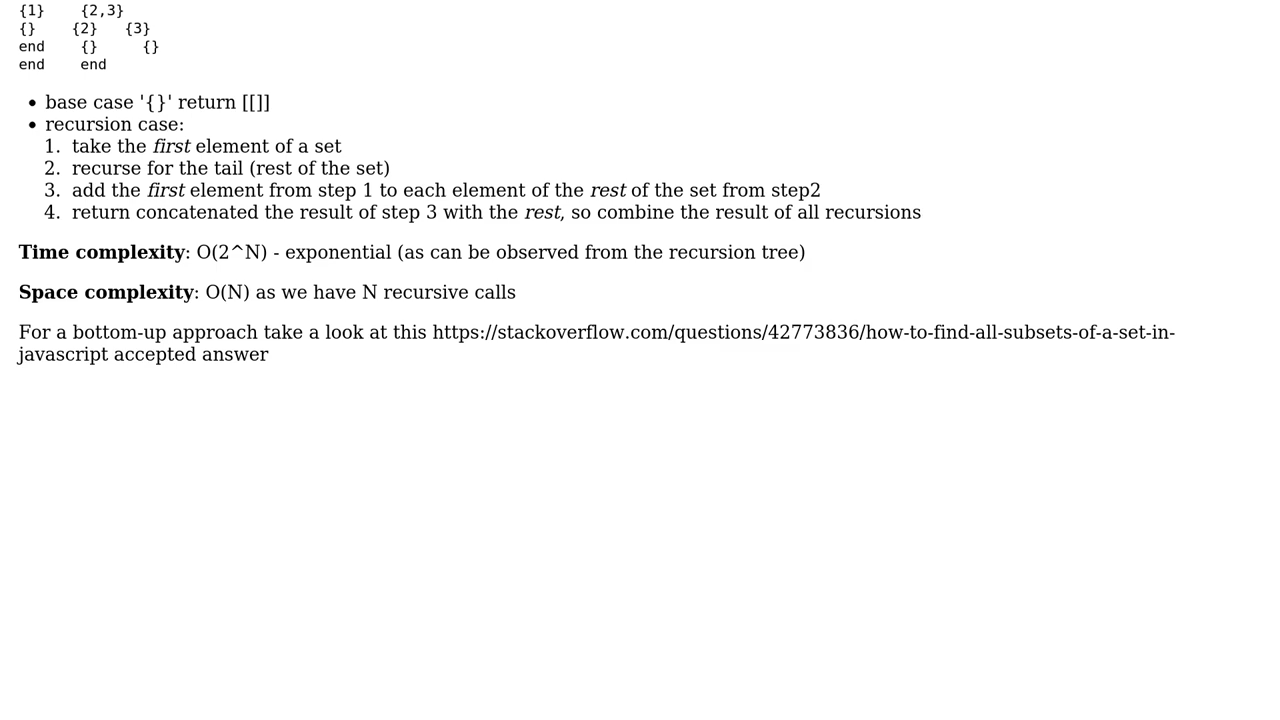 {1}    {2,3}
{}    {2}   {3}
end    {}     {}
end    end
• base case '{}' return [[]]
• recursion case:
1. take the first element of a set
2. recurse for the tail (rest of the set)
3. add the first element from step 1 to each element of the rest of the set from step2
4. return concatenated the result of step 3 with the rest, so combine the result of all recursions
Time complexity: O(2^N) - exponential (as can be observed from the recursion tree)
Space complexity: O(N) as we have N recursive calls
For a bottom-up approach take a look at this https://stackoverflow.com/questions/42773836/how-to-find-all-subsets-of-a-set-in-
javascript accepted answer